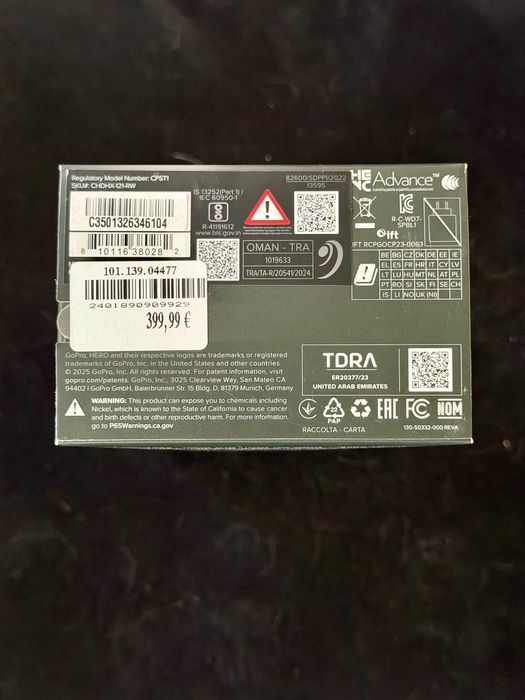 Regulatory Model Number: CPST1
SKU#: CHDHX-121-RW
C3501326346104
8 10116 38028 2
101.139.04477
2401890909929
399,99 €
IS 13252(Part 1) /
IEC 60950-1
R-41191612
www.bis.gov.in
B2600/SDPPI/2022
13595
OMAN - TRA
1019633
TRA/TA-R/20541/2024
Advance™
R-C-WD7-
SPBL1
ift
IFT RCPGOCP23-0063
BE BG CZ DK DE EE IE
EL ES FR HR IT CY LV
LT LU HU MT NL AT PL
PT RO SI SK FI SE TR
IS LI NO UK(NI)
GoPro, HERO and their respective logos are trademarks or registered
trademarks of GoPro, Inc. in the United States and other countries.
© 2025 GoPro, Inc. All rights reserved. For patent information, visit
gopro.com/patents. GoPro, 3025 Clearview Way, San Mateo CA
94402 | GoPro GmbH, Baierbrunner Str. 15 Bldg. D, 81379 Munich, Germany
WARNING: This product can expose you to chemicals including
Nickel, which is known to the State of California to cause cancer
and birth defects or other reproductive harm. For more information,
go to P65Warnings.ca.gov
TDRA
ER20377/23
UNITED ARAB EMIRATES
22
PAP
RACCOLTA - CARTA
EAC FC NOM
130-50332-000 REVA